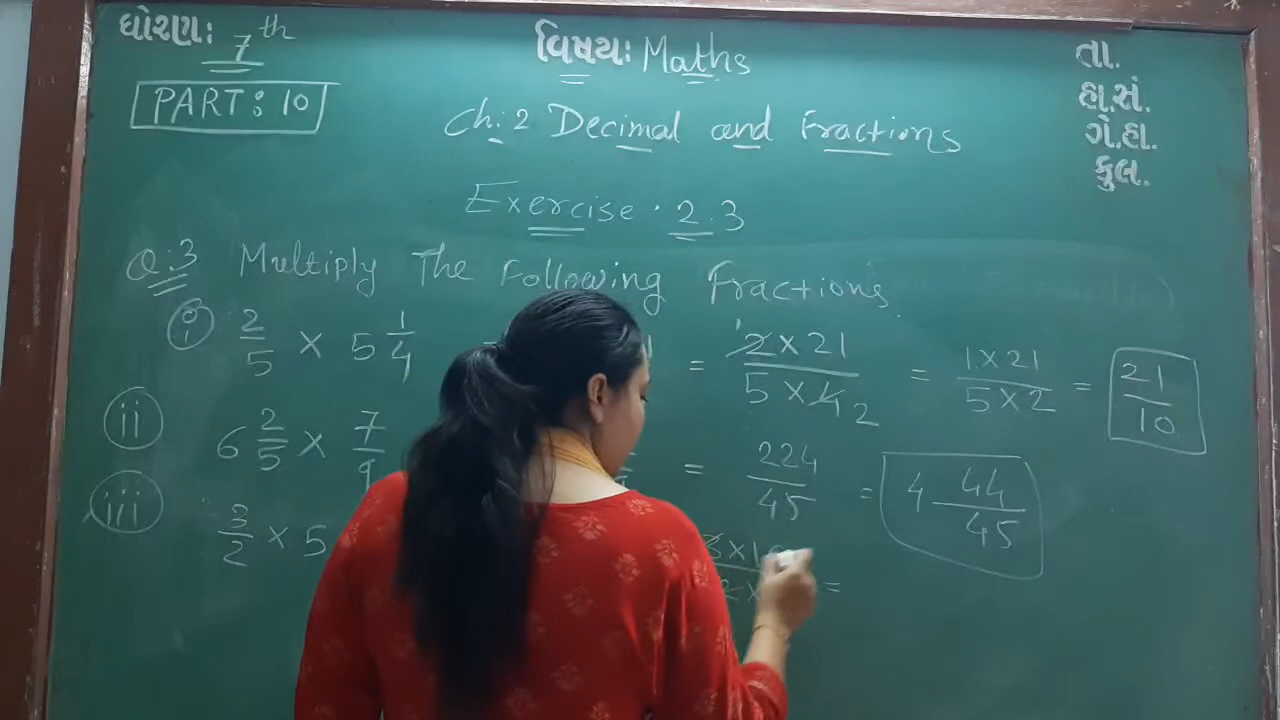 ધોરણ: 7th વિષય: Maths તા.
PART: 10 હા.સં.
Ch: 2 Decimal and Fractions ગે.હા.
કુલ.
Exercise. 2.3
Q.3 Multiply The Following Fractions.
(i) 2/5 × 5 1/4 = 2×21 / 5×4 2 = 1×21 / 5×2 = 21/10
(ii) 6 2/5 × 7/9 = 224/45 = 4 44/45
(iii) 3/2 × 5 =